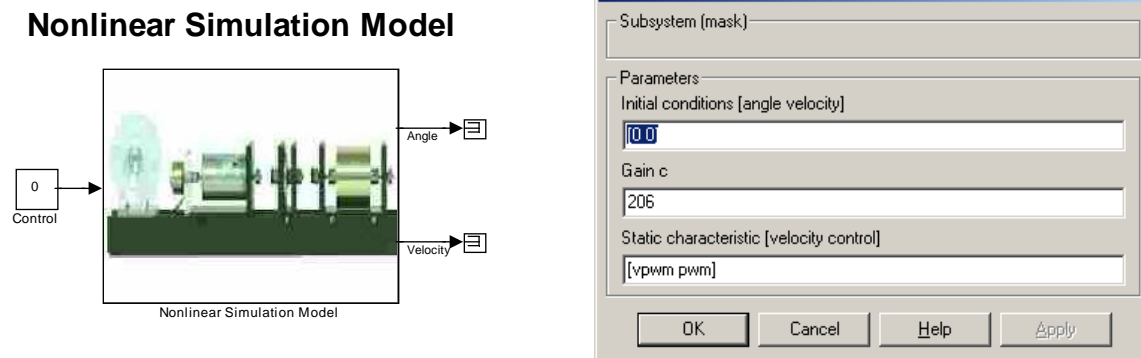 Nonlinear Simulation Model
0
Control
Angle
Velocity
Nonlinear Simulation Model
Subsystem (mask)
Parameters
Initial conditions [angle velocity]
[0 0]
Gain c
206
Static characteristic [velocity control]
[vpwm pwm]
OK
Cancel
Help
Apply